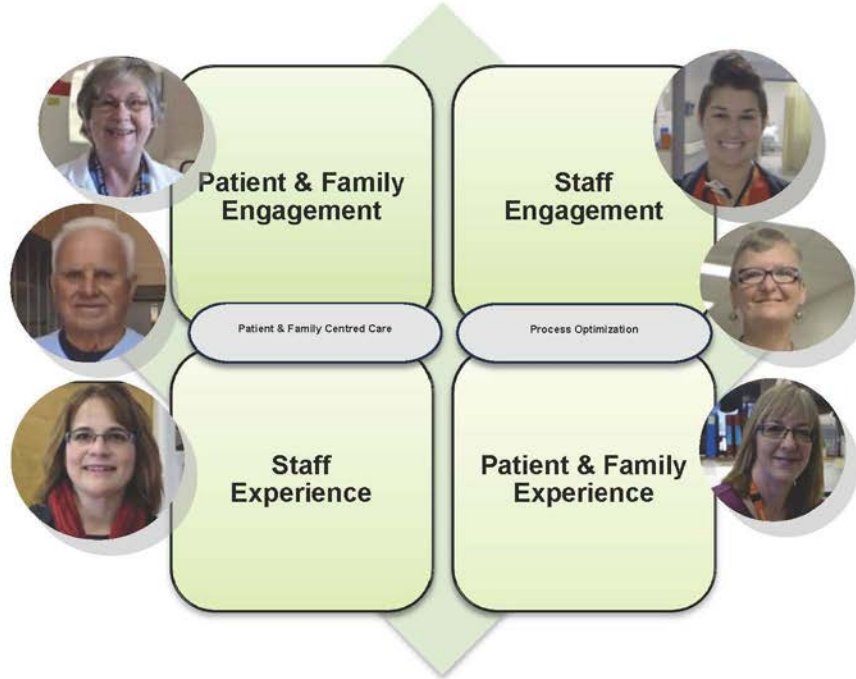 Patient & Family
Engagement
Staff
Engagement
Patient & Family Centred Care
Process Optimization
Staff
Experience
Patient & Family
Experience